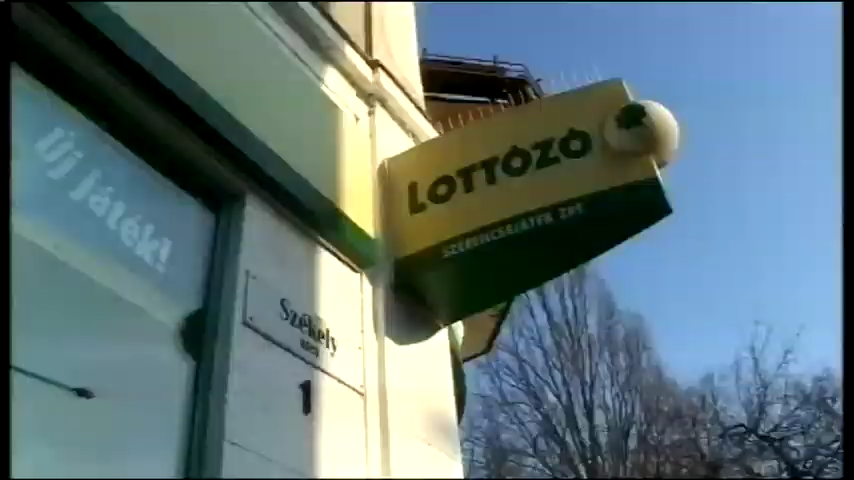 Új Játék!
LOTTÓZÓ
SZERENCSEJÁTÉK ZRT
Székely
1